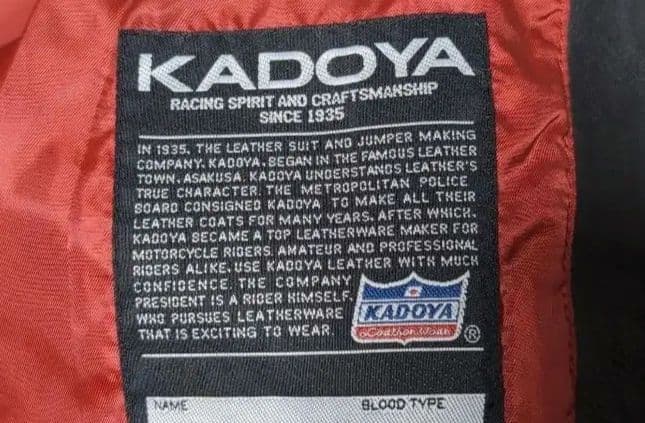 KADOYA
RACING SPIRIT AND CRAFTSMANSHIP
SINCE 1935
IN 1935, THE LEATHER SUIT AND JUMPER MAKING
COMPANY, KADOYA, BEGAN IN THE FAMOUS LEATHER
TOWN, ASAKUSA, KADOYA UNDERSTANDS LEATHER'S
TRUE CHARACTER. THE METROPOLITAN POLICE
BOARD CONSIGNED KADOYA TO MAKE ALL THEIR
LEATHER COATS FOR MANY YEARS. AFTER WHICH,
KADOYA BECAME A TOP LEATHERWARE MAKER FOR
MOTORCYCLE RIDERS. AMATEUR AND PROFESSIONAL
RIDERS ALIKE, USE KADOYA LEATHER WITH MUCH
CONFIDENCE. THE COMPANY
PRESIDENT IS A RIDER HIMSELF,
WHO PURSUES LEATHERWARE
THAT IS EXCITING TO WEAR.
KADOYA
®
NAME BLOOD TYPE